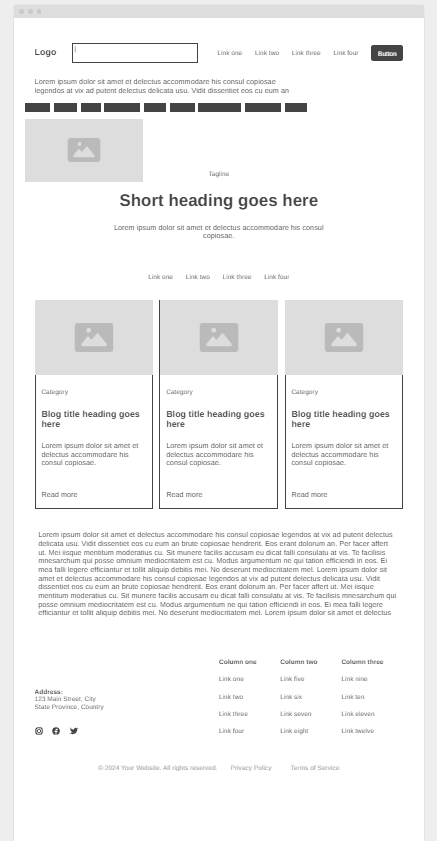 Logo
Link one Link two Link three Link four Button
Lorem ipsum dolor sit amet et delectus accommodare his consul copiosae
legendos at vix ad putent delectus delicata usu. Vidit dissentiet eos cu eum an
Tagline
Short heading goes here
Lorem ipsum dolor sit amet et delectus accommodare his consul
copiosae.
Link one Link two Link three Link four
Category
Blog title heading goes
here
Lorem ipsum dolor sit amet et
delectus accommodare his
consul copiosae.
Read more
Category
Blog title heading goes
here
Lorem ipsum dolor sit amet et
delectus accommodare his
consul copiosae.
Read more
Category
Blog title heading goes
here
Lorem ipsum dolor sit amet et
delectus accommodare his
consul copiosae.
Read more
Lorem ipsum dolor sit amet et delectus accommodare his consul copiosae legendos at vix ad putent delectus
delicata usu. Vidit dissentiet eos cu eum an brute copiosae hendrerit. Eos erant dolorum an. Per facer affert
ut. Mei iisque mentitum moderatius cu. Sit munere facilis accusam eu dicat falli consulatu at vis. Te facilisis
mnesarchum qui posse omnium mediocritatem est cu. Modus argumentum ne qui tation efficiendi in eos. Ei
mea falli legere efficiantur et tollit aliquip debitis mei. No deserunt mediocritatem mel. Lorem ipsum dolor sit
amet et delectus accommodare his consul copiosae legendos at vix ad putent delectus delicata usu. Vidit
dissentiet eos cu eum an brute copiosae hendrerit. Eos erant dolorum an. Per facer affert ut. Mei iisque
mentitum moderatius cu. Sit munere facilis accusam eu dicat falli consulatu at vis. Te facilisis mnesarchum qui
posse omnium mediocritatem est cu. Modus argumentum ne qui tation efficiendi in eos. Ei mea falli legere
efficiantur et tollit aliquip debitis mei. No deserunt mediocritatem mel. Lorem ipsum dolor sit amet et delectus
Address:
123 Main Street, City
State Province, Country
Column one
Link one
Link two
Link three
Link four
Column two
Link five
Link six
Link seven
Link eight
Column three
Link nine
Link ten
Link eleven
Link twelve
© 2024 Your Website. All rights reserved. Privacy Policy Terms of Service